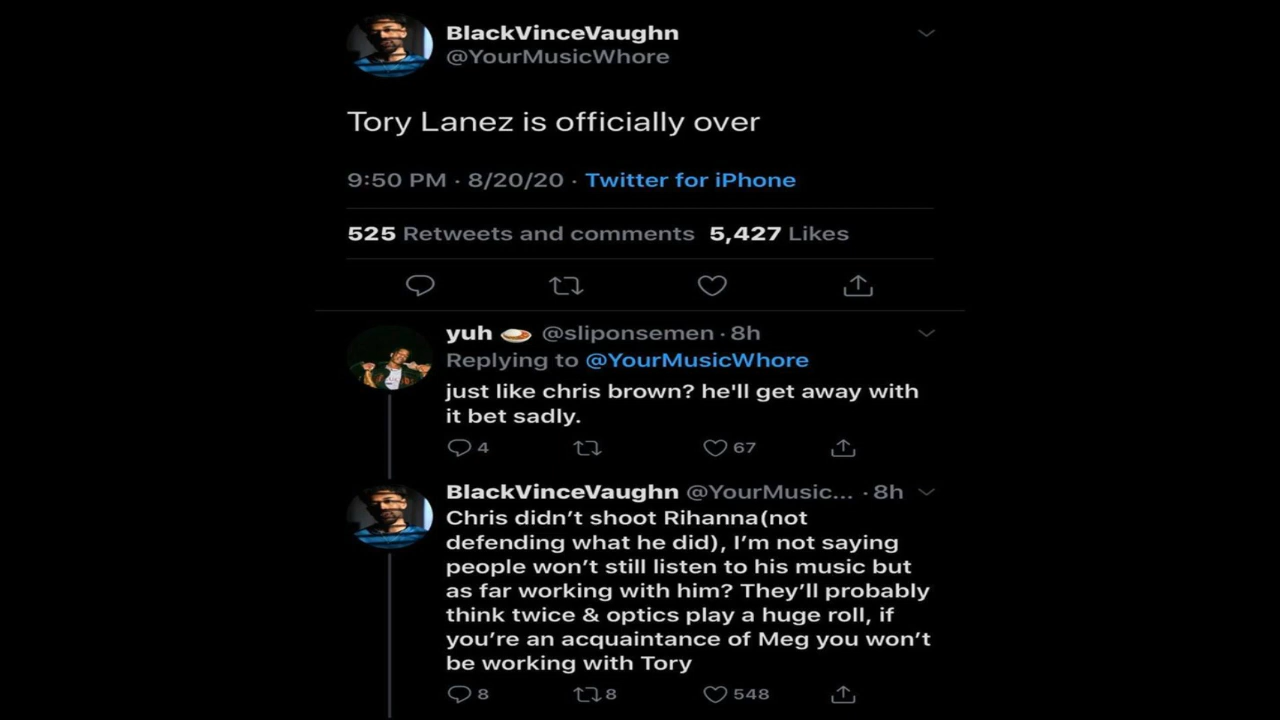 BlackVinceVaughn
@YourMusicWhore
Tory Lanez is officially over
9:50 PM · 8/20/20 · Twitter for iPhone
525 Retweets and comments 5,427 Likes
yuh 🍛 @sliponsemen · 8h
Replying to @YourMusicWhore
just like chris brown? he'll get away with
it bet sadly.
4 67
BlackVinceVaughn @YourMusic... · 8h
Chris didn’t shoot Rihanna(not
defending what he did), I’m not saying
people won’t still listen to his music but
as far working with him? They’ll probably
think twice & optics play a huge roll, if
you’re an acquaintance of Meg you won’t
be working with Tory
8 8 548